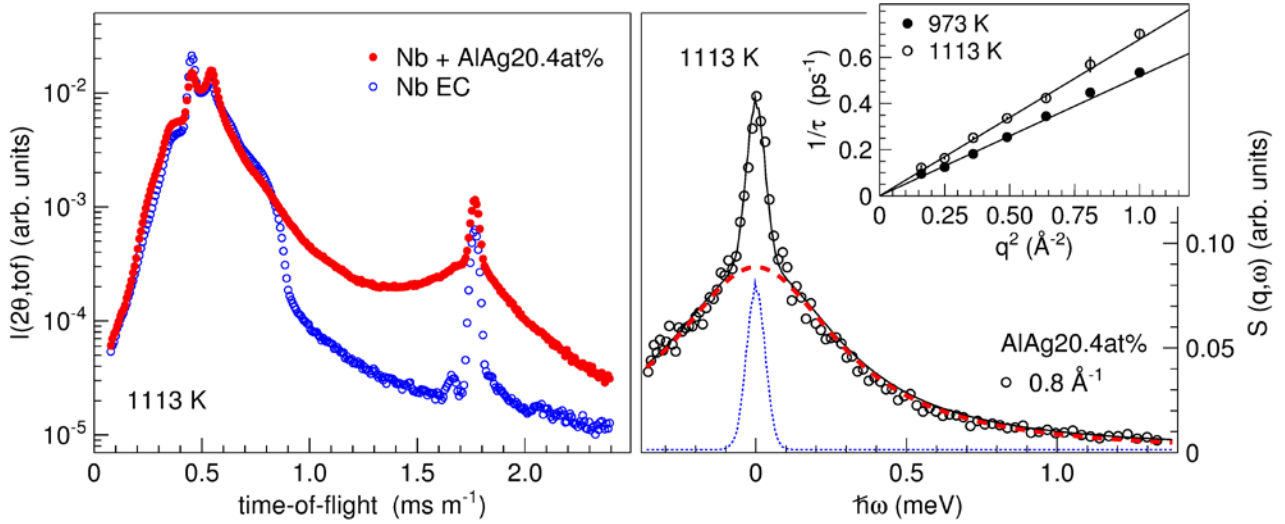 I(2θ,tof) (arb. units)
10⁻²
10⁻³
10⁻⁴
10⁻⁵
Nb + AlAg20.4at%
Nb EC
1113 K
0 0.5 1.0 1.5 2.0
time-of-flight (ms m⁻¹)
1113 K
973 K
1113 K
1/τ (ps⁻¹)
0.6
0.4
0.2
0
0 0.25 0.50 0.75 1.0
q² (Å⁻²)
AlAg20.4at%
0.8 Å⁻¹
0 0.5 1.0
ħω (meV)
0.10
0.05
0
S (q,ω) (arb. units)